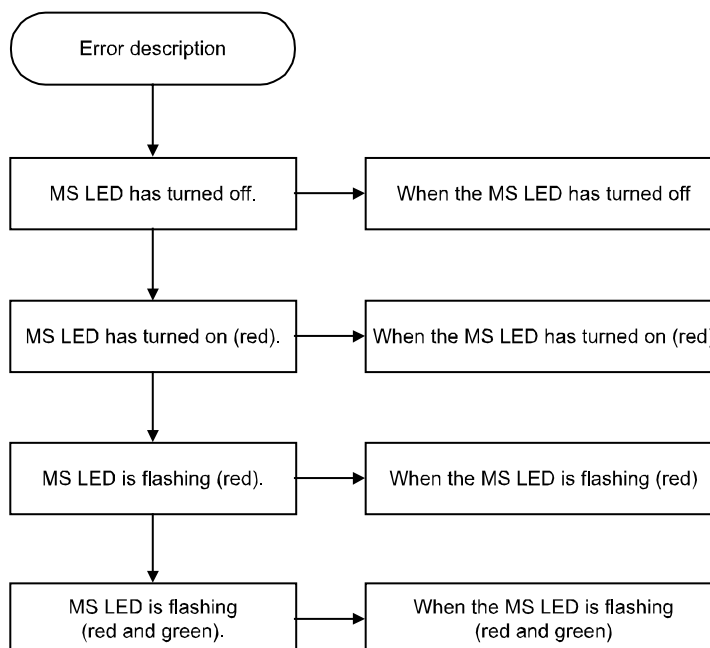 Error description
MS LED has turned off.
When the MS LED has turned off
MS LED has turned on (red).
When the MS LED has turned on (red)
MS LED is flashing (red).
When the MS LED is flashing (red)
MS LED is flashing
(red and green).
When the MS LED is flashing
(red and green)